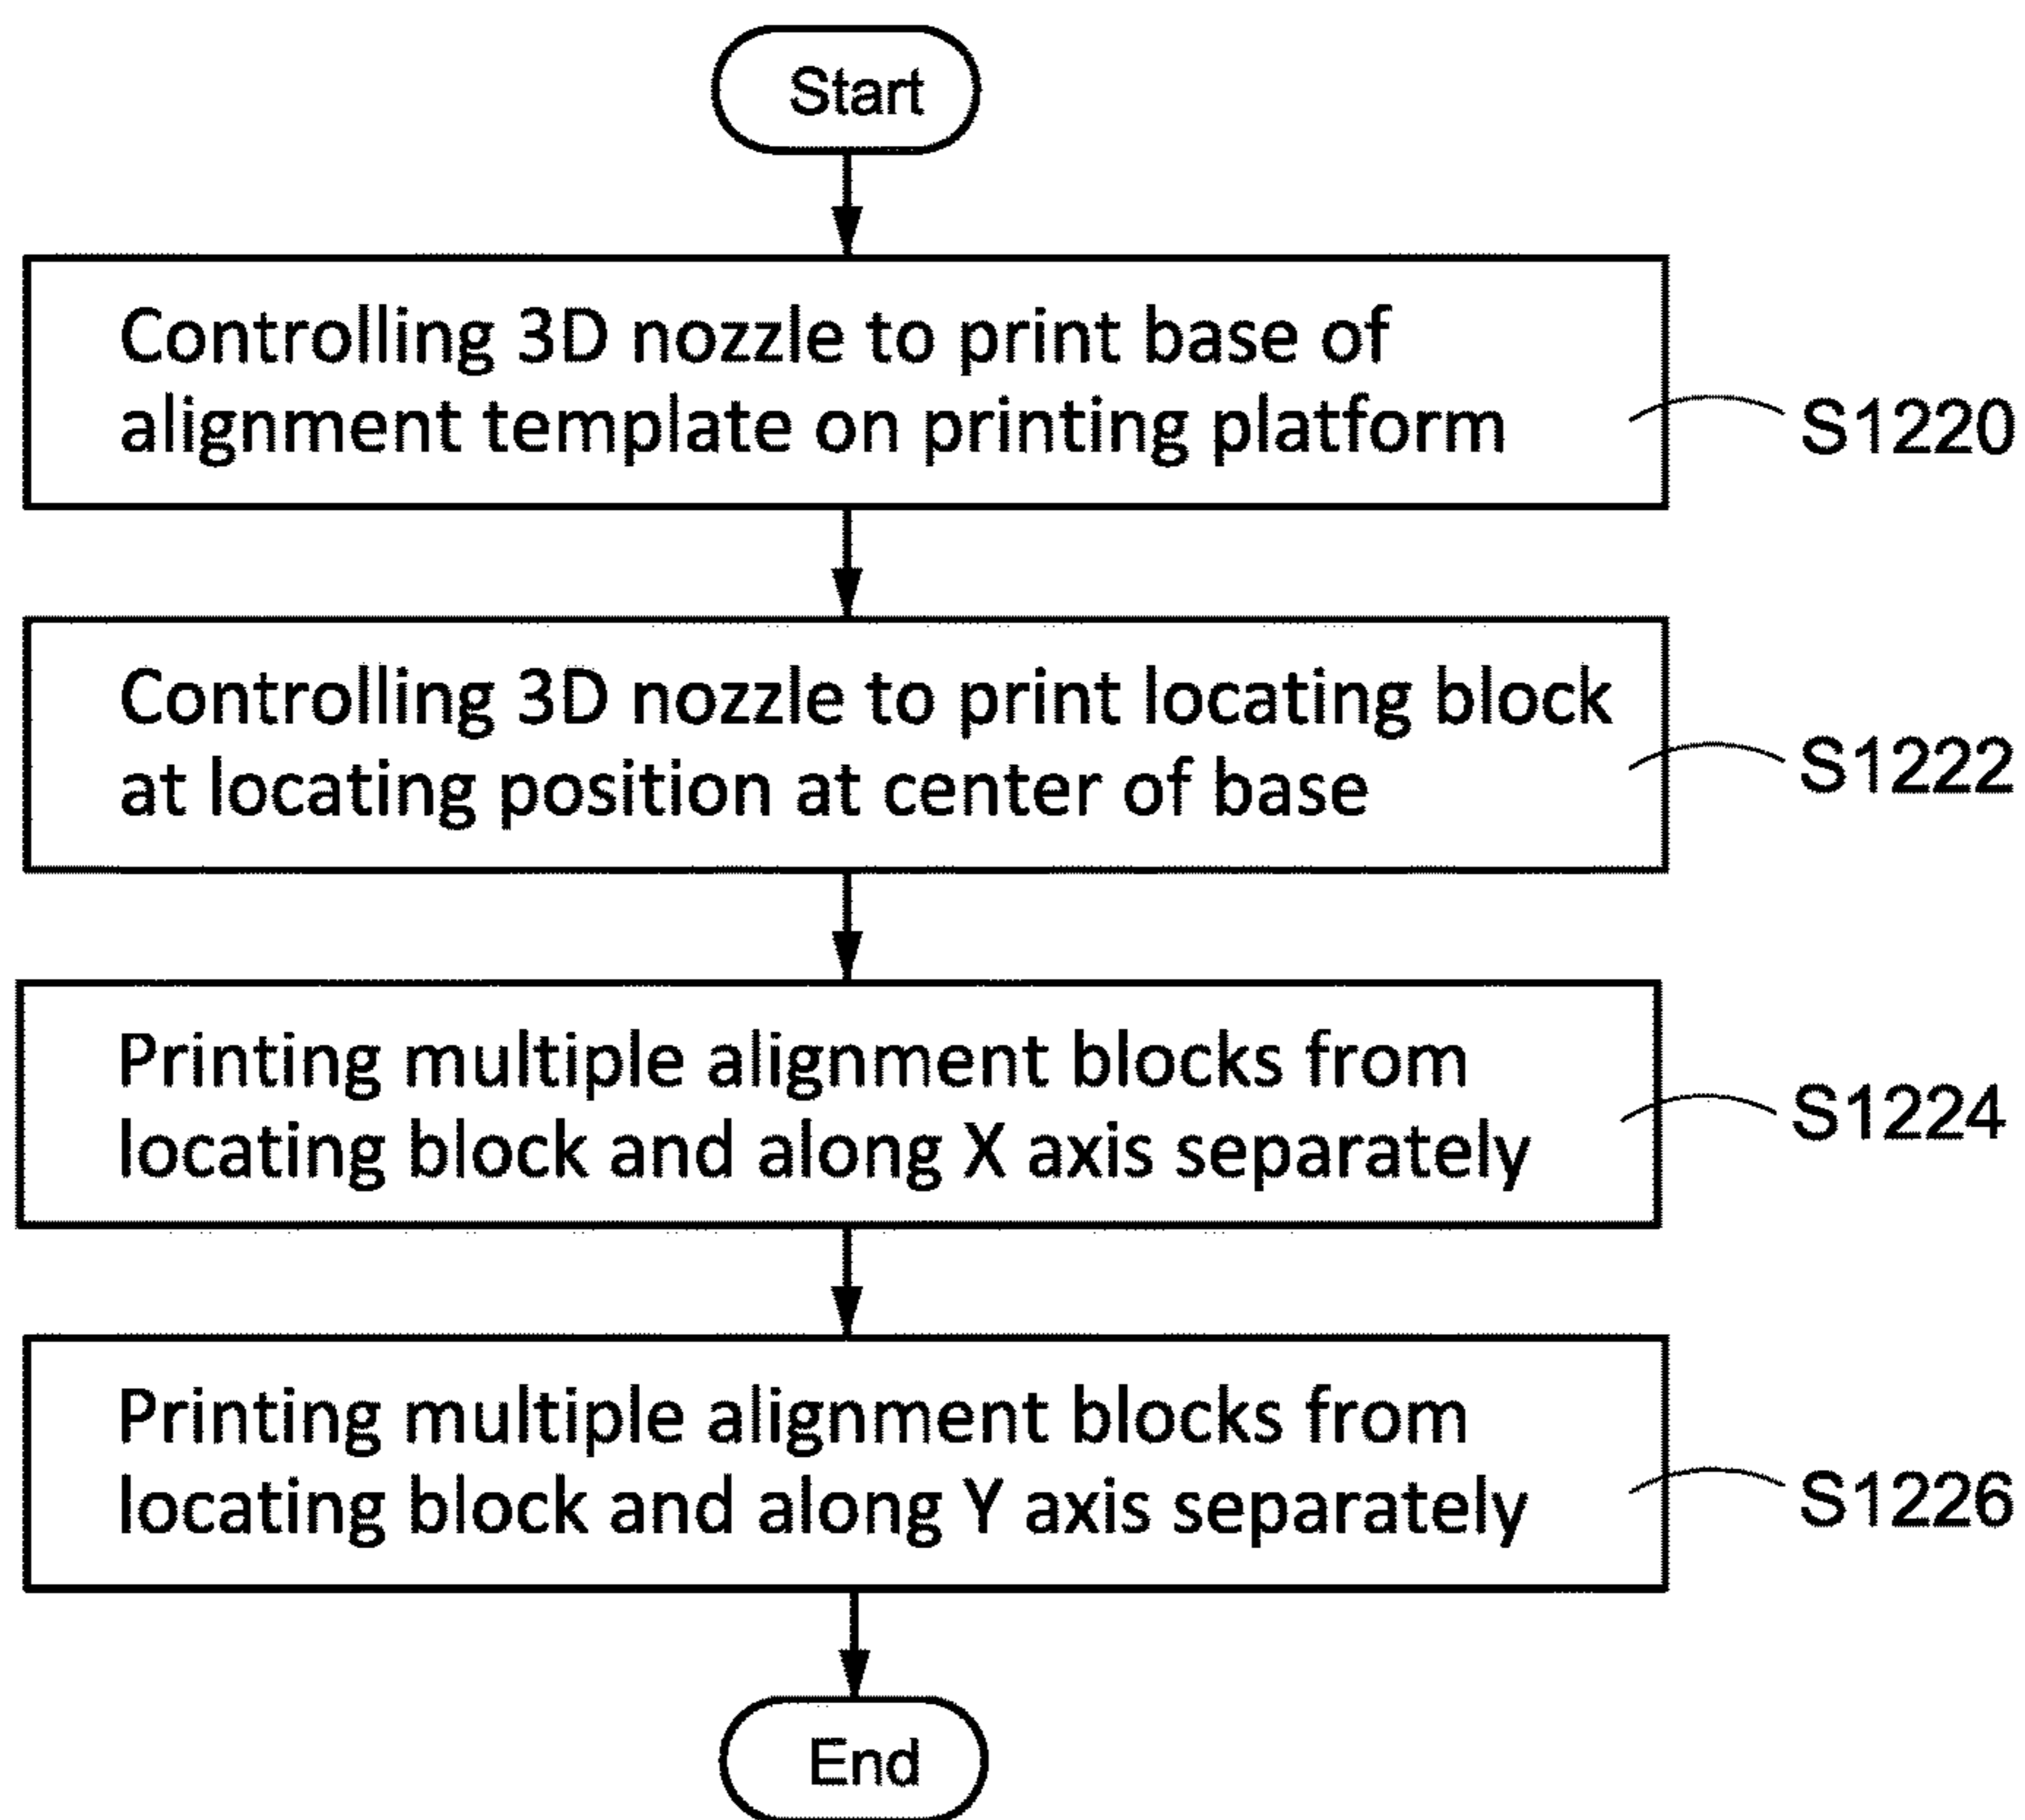 Start
Controlling 3D nozzle to print base of
alignment template on printing platform
S1220
Controlling 3D nozzle to print locating block
at locating position at center of base
S1222
Printing multiple alignment blocks from
locating block and along X axis separately
S1224
Printing multiple alignment blocks from
locating block and along Y axis separately
S1226
End